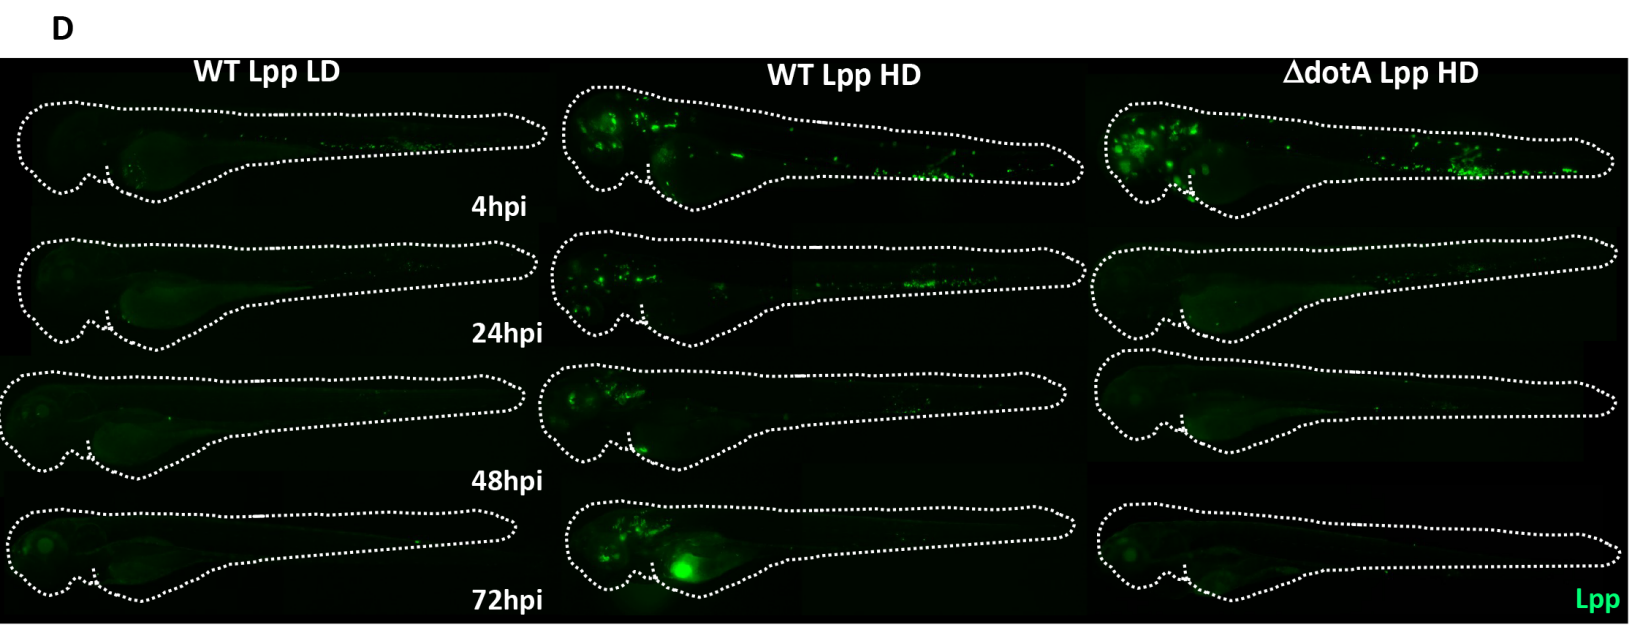 D
WT Lpp LD
WT Lpp HD
ΔdotA Lpp HD
4hpi
24hpi
48hpi
72hpi
Lpp